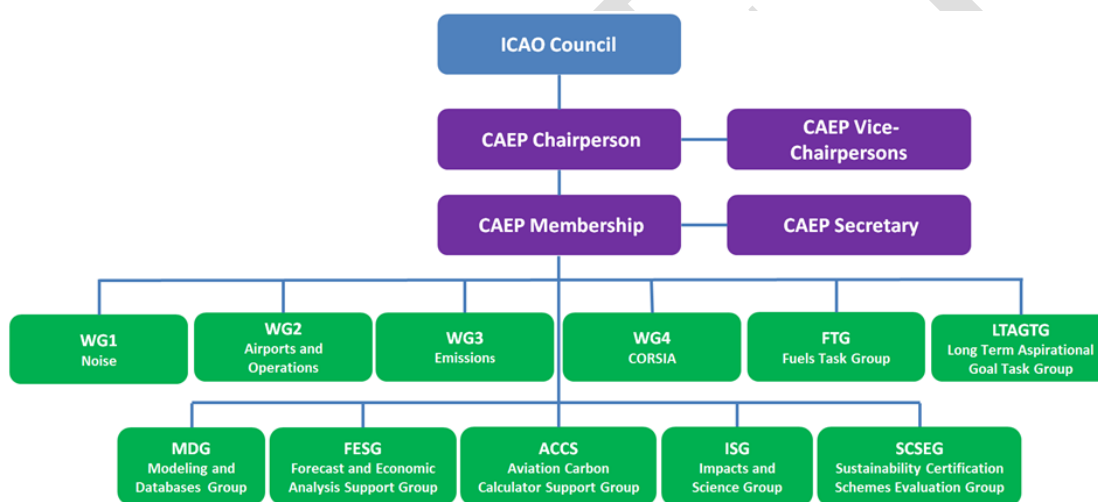 ICAO Council
CAEP Chairperson
CAEP Vice-
Chairpersons
CAEP Membership
CAEP Secretary
WG1
Noise
WG2
Airports and
Operations
WG3
Emissions
WG4
CORSIA
FTG
Fuels Task Group
LTAGTG
Long Term Aspirational
Goal Task Group
MDG
Modeling and
Databases Group
FESG
Forecast and Economic
Analysis Support Group
ACCS
Aviation Carbon
Calculator Support Group
ISG
Impacts and
Science Group
SCSEG
Sustainability Certification
Schemes Evaluation Group